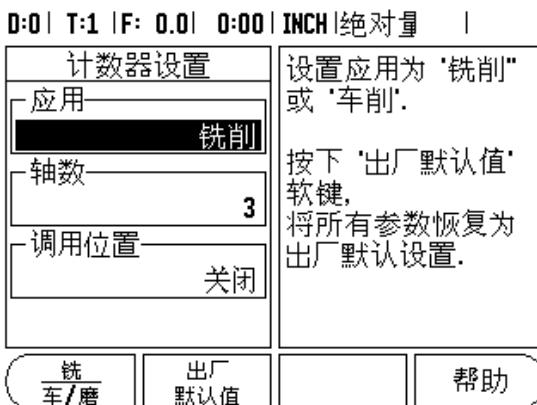 D:0| T:1 |F: 0.0| 0:00|INCH|绝对量 |
计数器设置
应用
铣削
轴数
3
调用位置
关闭
设置应用为 '铣削"
或 '车削'.
按下 '出厂默认值'
软键,
将所有参数恢复为
出厂默认设置.
铣
车/磨
出厂
默认值
帮助